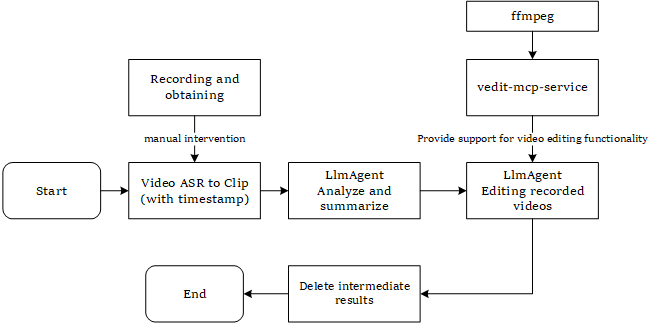 ffmpeg
Recording and
obtaining
vedit-mcp-service
manual intervention
Provide support for video editing functionality
Start
Video ASR to Clip
(with timestamp)
LlmAgent
Analyze and
summarize
LlmAgent
Editing recorded
videos
End
Delete intermediate
results